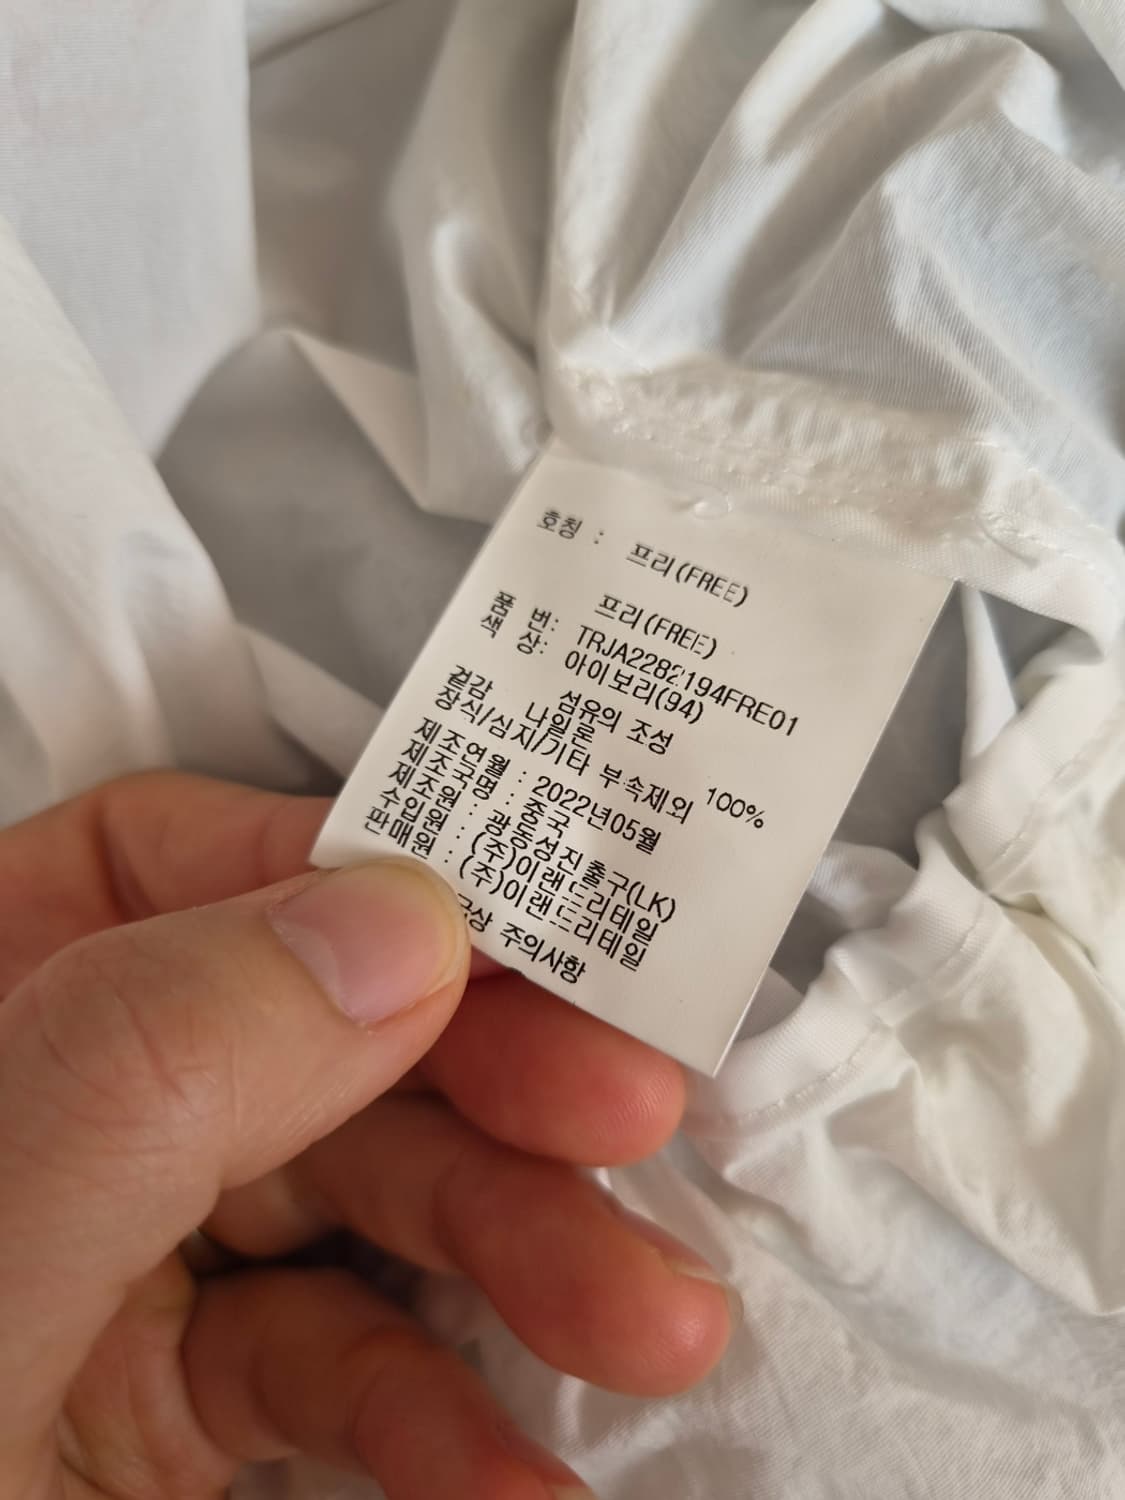 호칭 : 프리(FREE)
프리(FREE)
품 번: TRJA2282194FRE01
색 상: 아이보리(94)
섬유의 조성
겉감 나일론 100%
장식/심지/기타 부속제외
제조연월 : 2022년05월
제조국명 : 중국
제조원 : 광동성진출구(LK)
수입원 : (주)이랜드리테일
판매원 : (주)이랜드리테일
주의사항